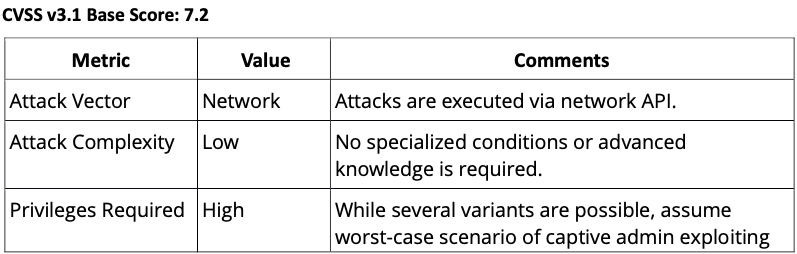 CVSS v3.1 Base Score: 7.2
Metric Value Comments
Attack Vector Network Attacks are executed via network API.
Attack Complexity Low No specialized conditions or advanced
knowledge is required.
Privileges Required High While several variants are possible, assume
worst-case scenario of captive admin exploiting